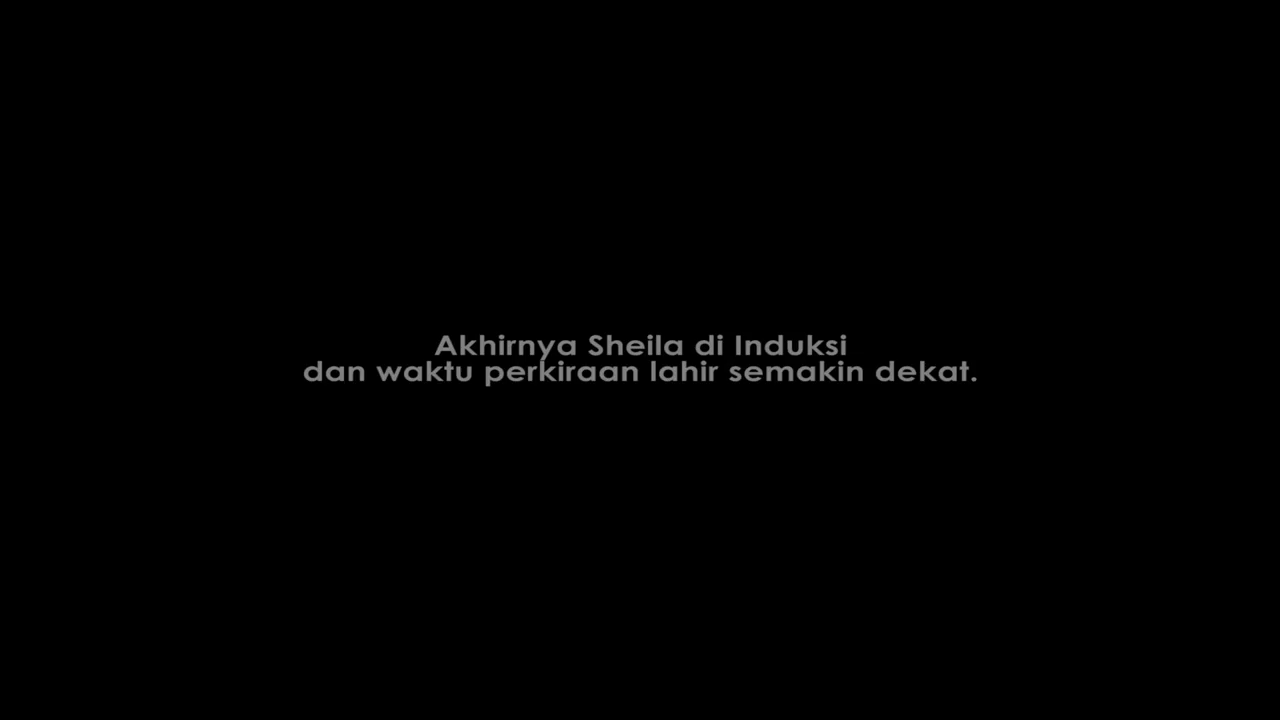 Akhirnya Sheila di Induksi
dan waktu perkiraan lahir semakin dekat.